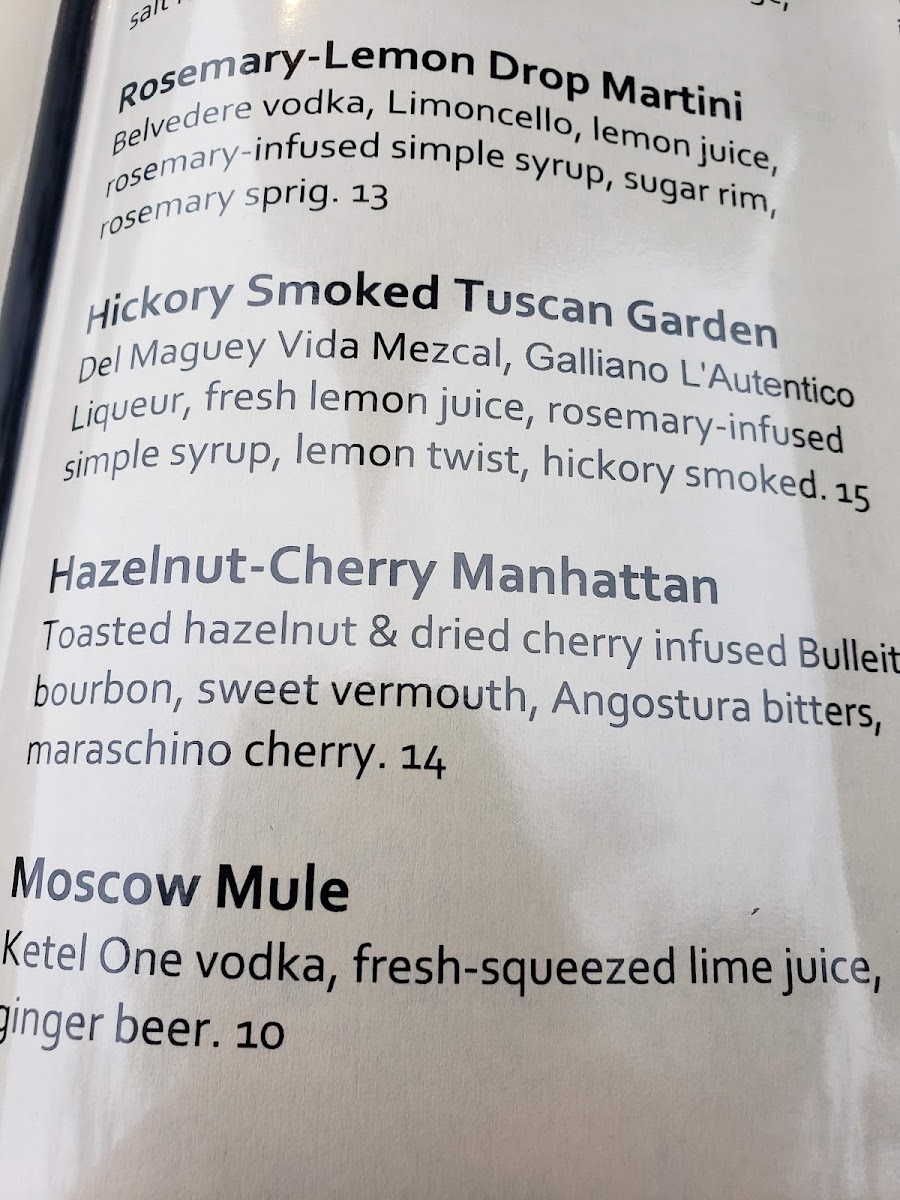 salt
Rosemary-Lemon Drop Martini
Belvedere vodka, Limoncello, lemon juice,
rosemary-infused simple syrup, sugar rim,
rosemary sprig. 13
Hickory Smoked Tuscan Garden
Del Maguey Vida Mezcal, Galliano L'Autentico
Liqueur, fresh lemon juice, rosemary-infused
simple syrup, lemon twist, hickory smoked. 15
Hazelnut-Cherry Manhattan
Toasted hazelnut & dried cherry infused Bulleit
bourbon, sweet vermouth, Angostura bitters,
maraschino cherry. 14
Moscow Mule
Ketel One vodka, fresh-squeezed lime juice,
ginger beer. 10